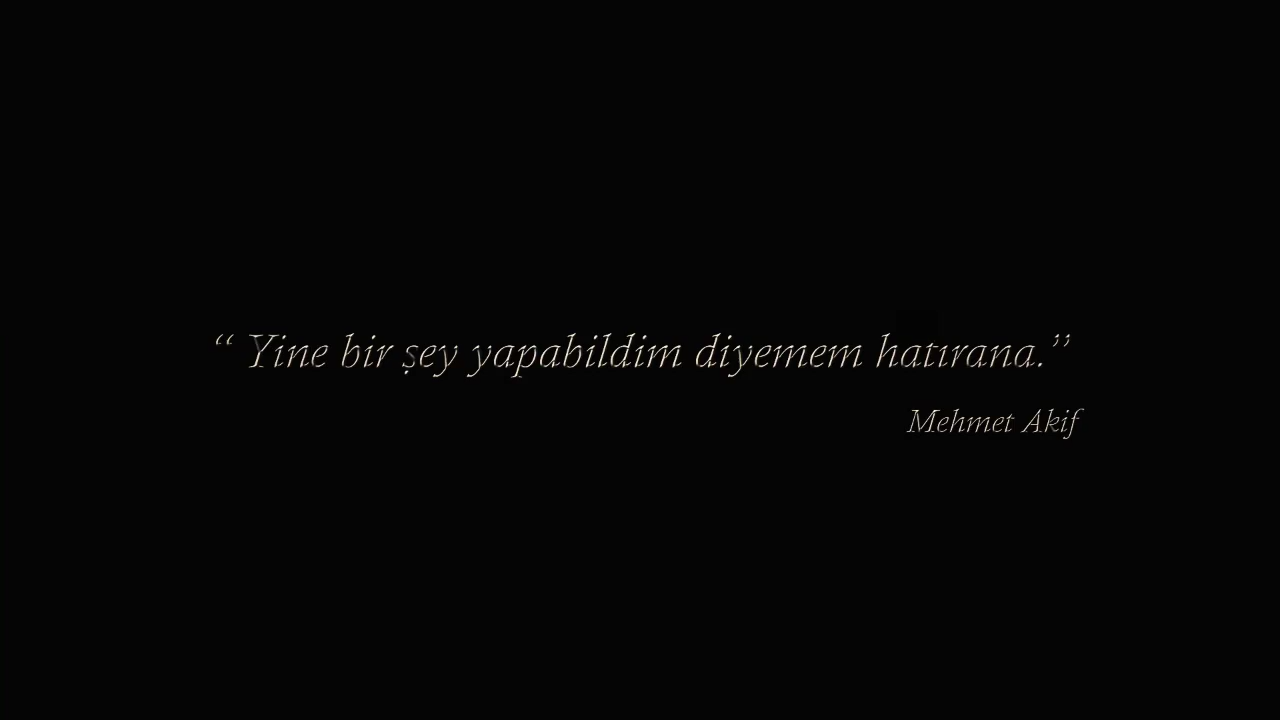 “ Yine bir şey yapabildim diyemem hatırana.”
Mehmet Akif